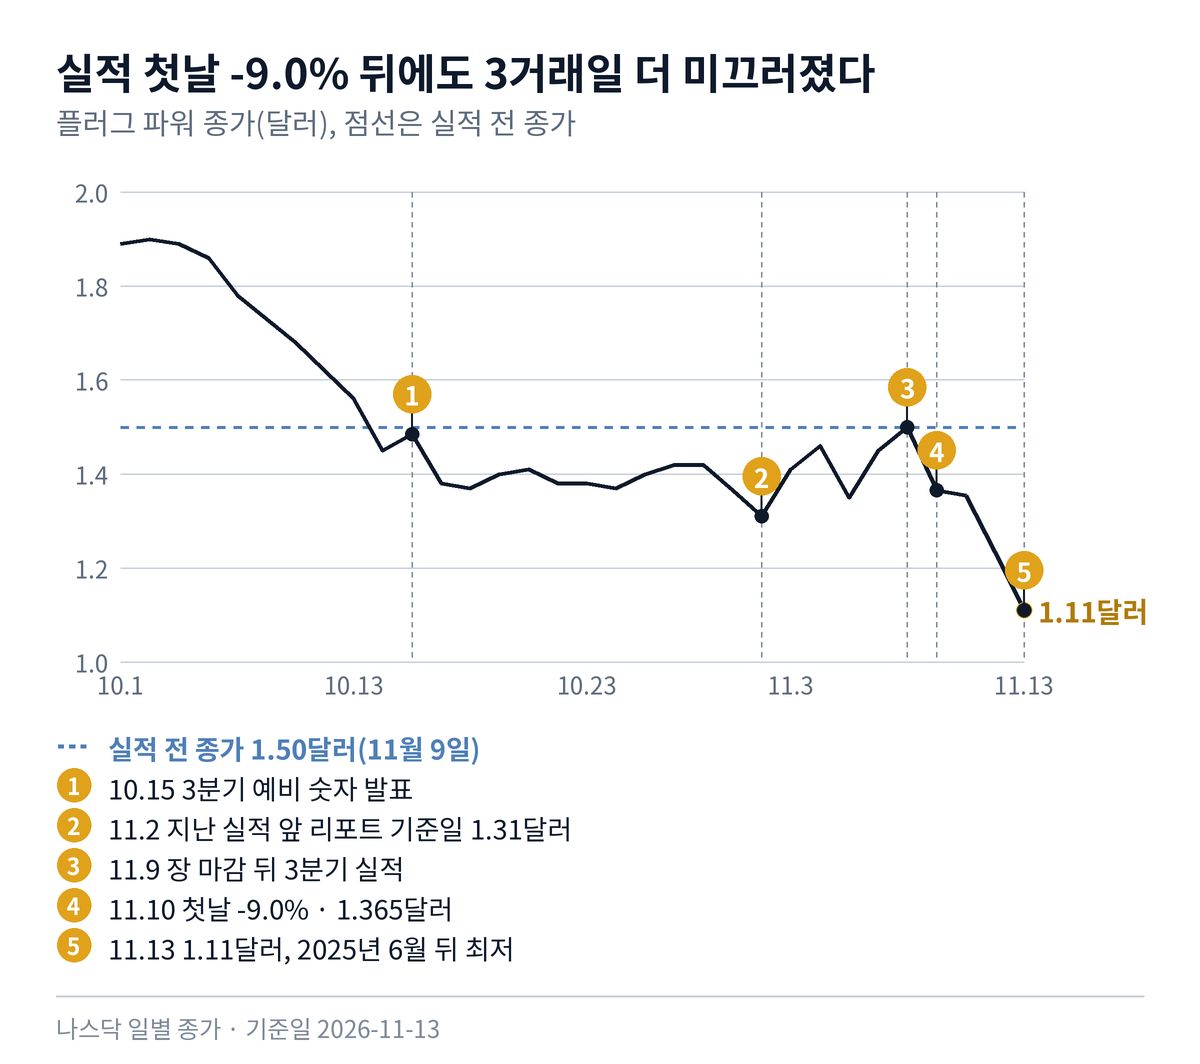 실적 첫날 -9.0% 뒤에도 3거래일 더 미끄러졌다
플러그 파워 종가(달러), 점선은 실적 전 종가
2.0
1.8
1.6
1.4
1.2
1.0
1
2
3
4
5
1.11달러
10.1
10.13
10.23
11.3
11.13
실적 전 종가 1.50달러(11월 9일)
1 10.15 3분기 예비 숫자 발표
2 11.2 지난 실적 앞 리포트 기준일 1.31달러
3 11.9 장 마감 뒤 3분기 실적
4 11.10 첫날 -9.0% · 1.365달러
5 11.13 1.11달러, 2025년 6월 뒤 최저
나스닥 일별 종가 · 기준일 2026-11-13